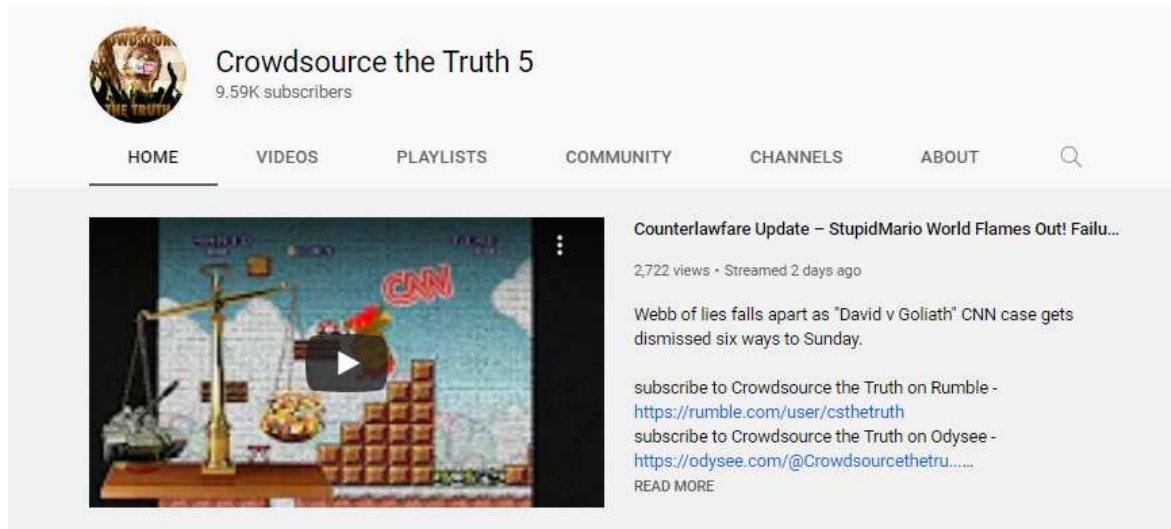 Crowdsource the Truth 5
9.59K subscribers
HOME VIDEOS PLAYLISTS COMMUNITY CHANNELS ABOUT
THE TRUTH
CNN
Counterlawfare Update – StupidMario World Flames Out! Failu...
2,722 views • Streamed 2 days ago
Webb of lies falls apart as "David v Goliath" CNN case gets
dismissed six ways to Sunday.
subscribe to Crowdsource the Truth on Rumble -
https://rumble.com/user/csthetruth
subscribe to Crowdsource the Truth on Odysee -
https://odysee.com/@Crowdsourcethetru......
READ MORE